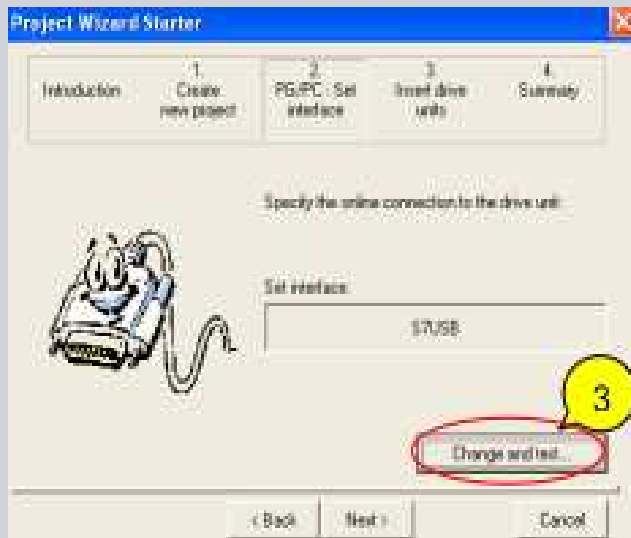 Project Wizard Starter
Introduction
1.
Create
new project
2.
PG/PC - Set
interface
3.
Insert drive
units
4.
Summary
Specify the online connection to the drive unit:
Set interface:
S7USB
3
Change and test...
< Back
Next >
Cancel